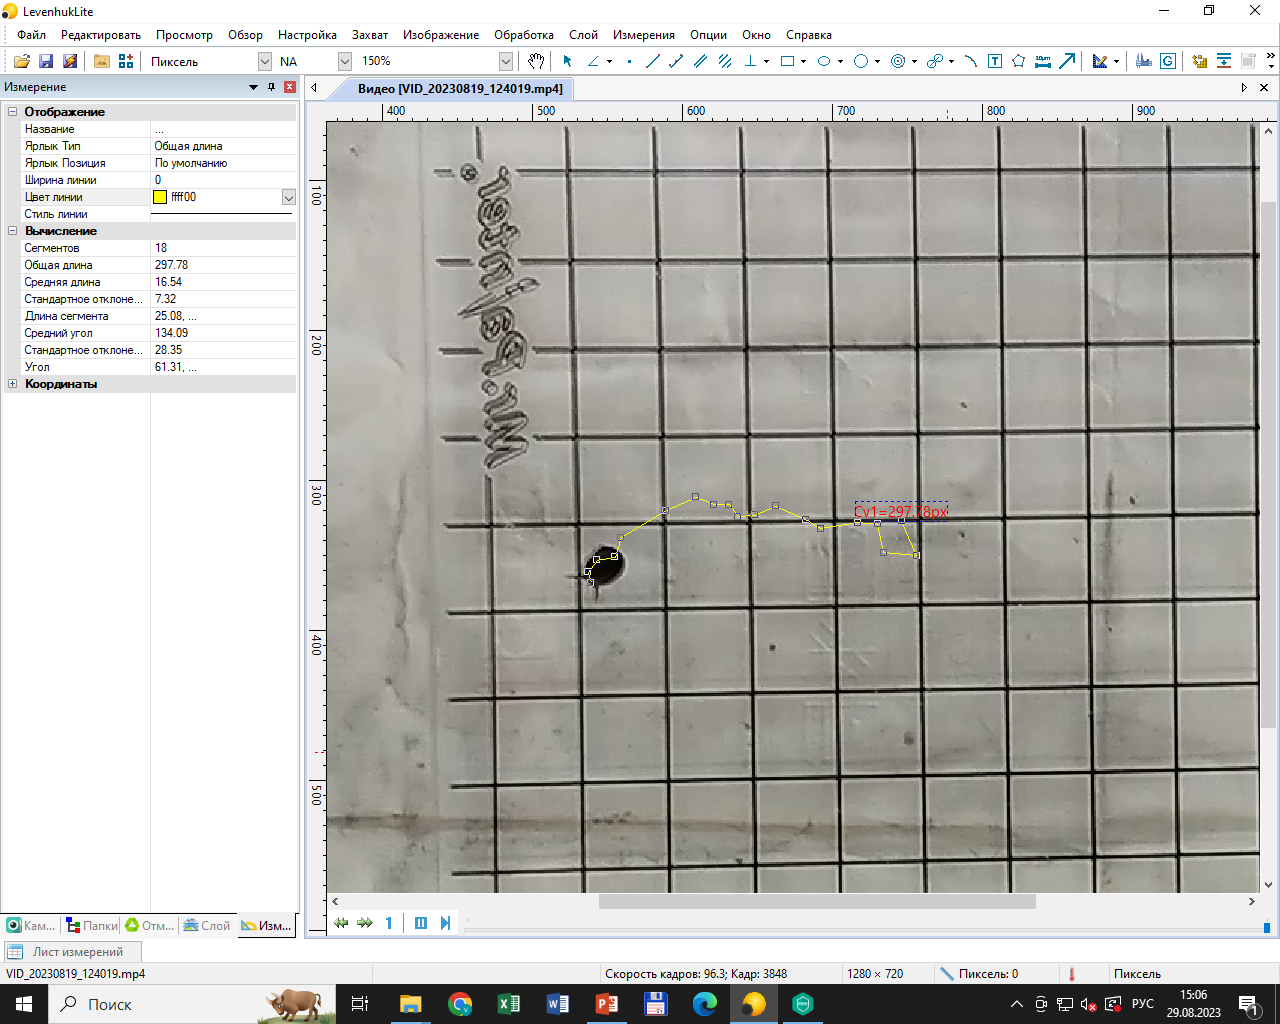 LevenhukLite
Файл Редактировать Просмотр Обзор Настройка Захват Изображение Обработка Слой Измерения Опции Окно Справка
Пиксель NA 150%
Измерение
Видео [VID_20230819_124019.mp4]
400 500 600 700 800 900
100
200
300
400
500
Отображение
Название ...
Ярлык Тип Общая длина
Ярлык Позиция По умолчанию
Ширина линии 0
Цвет линии ffff00
Стиль линии
Вычисление
Сегментов 18
Общая длина 297.78
Средняя длина 16.54
Стандартное отклоне... 7.32
Длина сегмента 25.08, ...
Средний угол 134.09
Стандартное отклоне... 28.35
Угол 61.31, ...
Координаты
Mr. Painter.
Cv1=297.78px
Кам... Папки Отм... Слой Изм...
1
Лист измерений
VID_20230819_124019.mp4 Скорость кадров: 96.3; Кадр: 3848 1280 × 720 Пиксель: 0 Пиксель
Поиск
РУС
15:06
29.08.2023
1